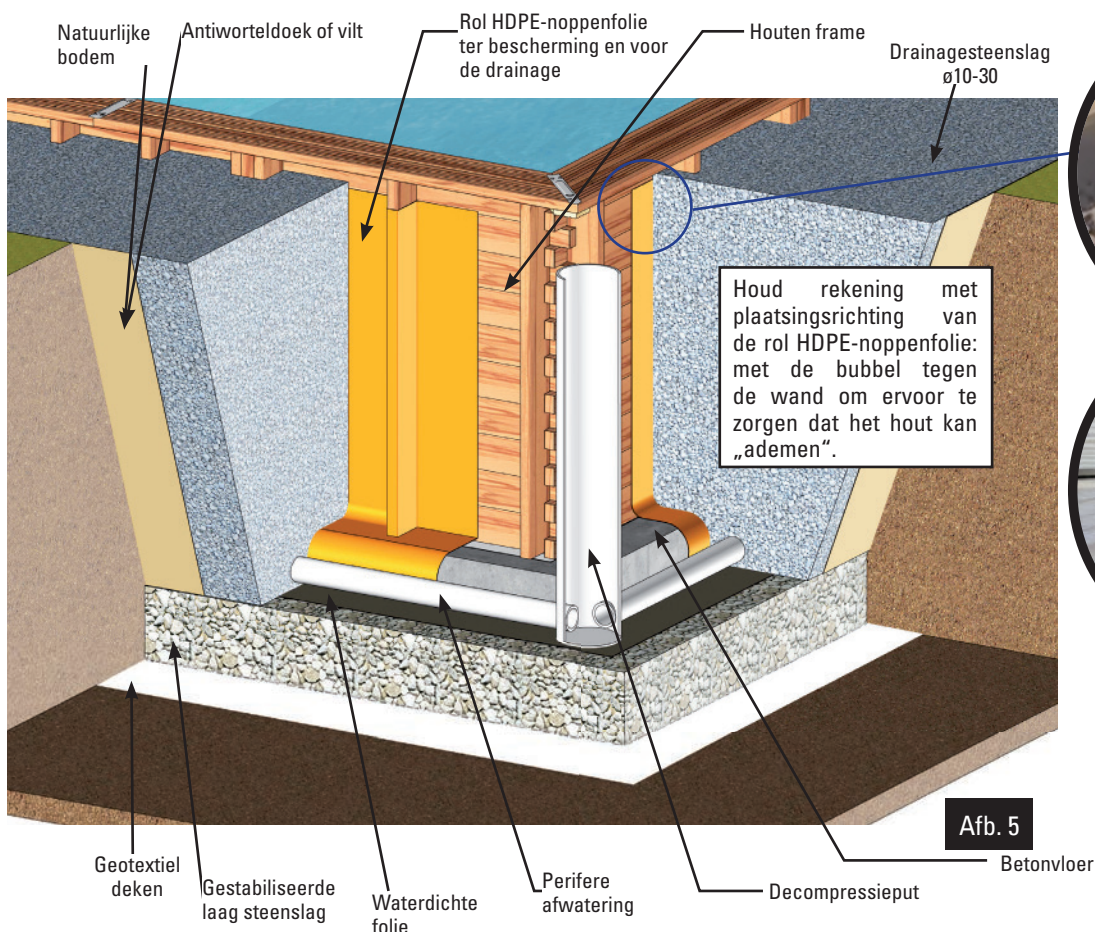 Natuurlijke
bodem
Antiworteldoek of vilt
Rol HDPE-noppenfolie
ter bescherming en voor
de drainage
Houten frame
Drainagesteenslag
ø10-30
Houd rekening met
plaatsingsrichting van
de rol HDPE-noppenfolie:
met de bubbel tegen
de wand om ervoor te
zorgen dat het hout kan
„ademen“.
Afb. 5
Geotextiel
deken
Gestabiliseerde
laag steenslag
Waterdichte
folie
Perifere
afwatering
Decompressieput
Betonvloer